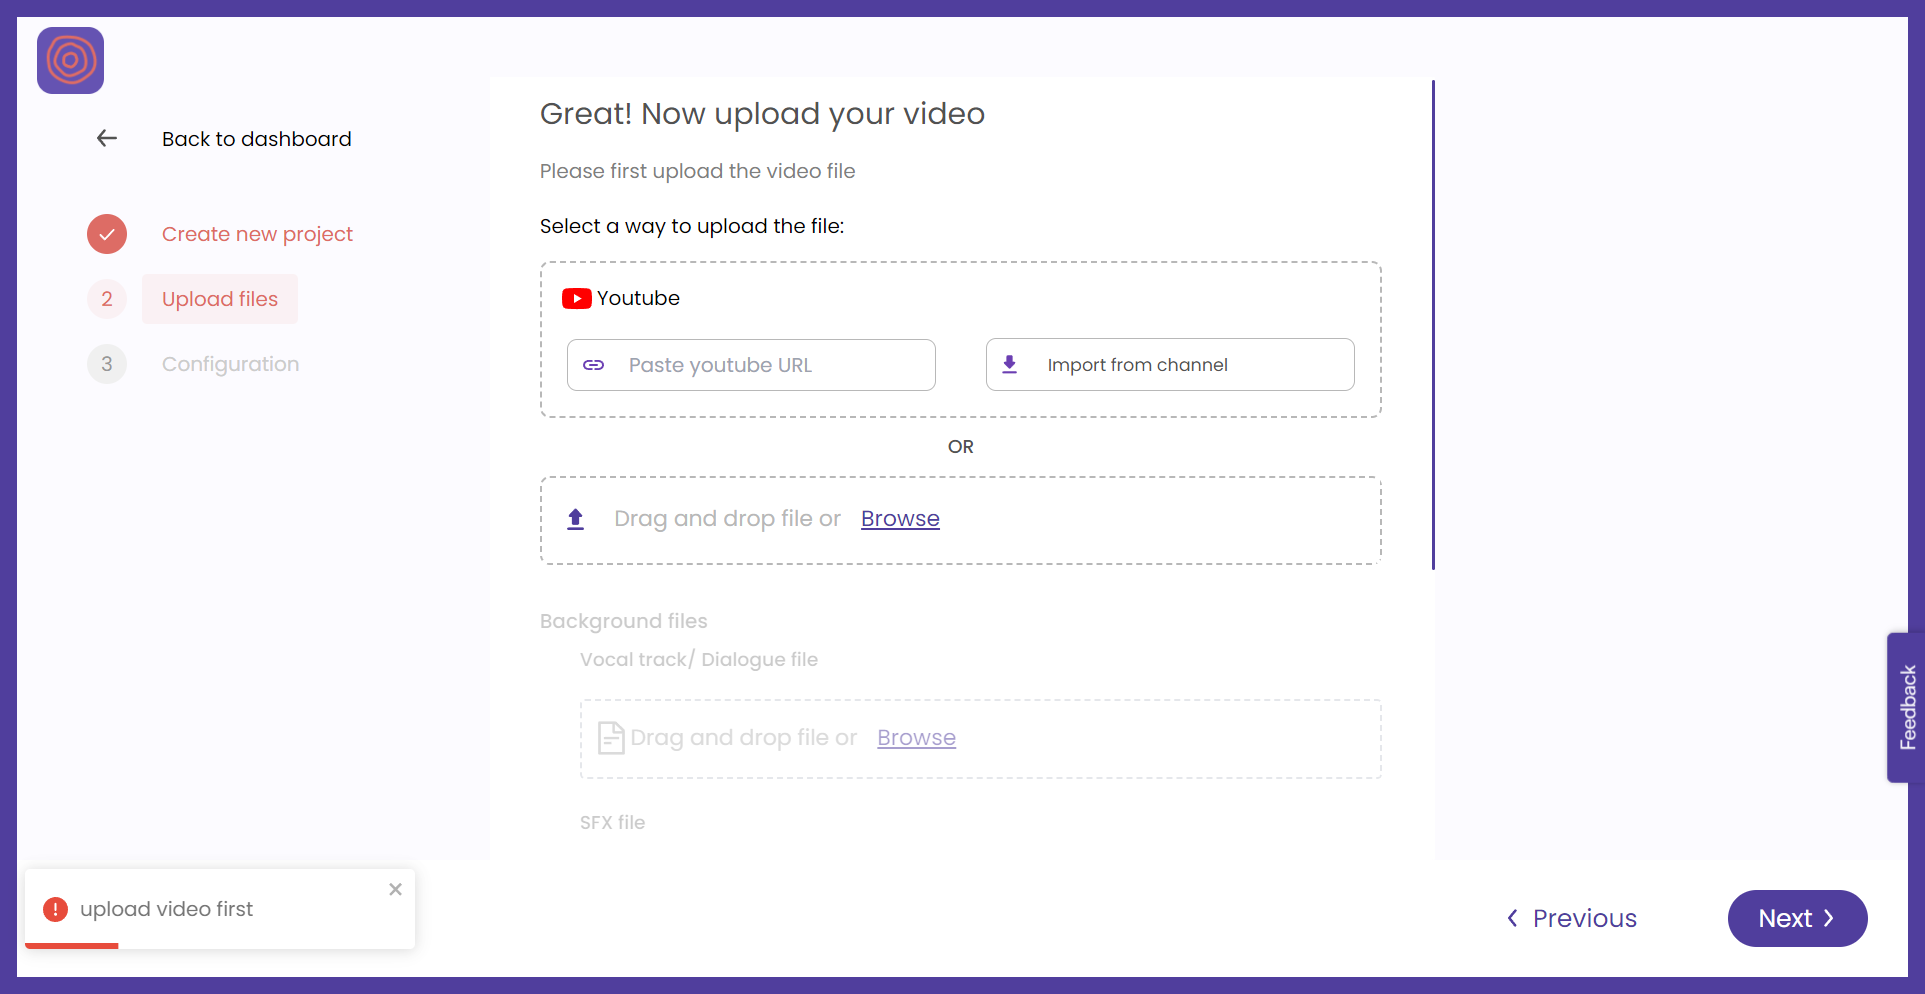 Back to dashboard
Create new project
2
Upload files
3
Configuration
Great! Now upload your video
Please first upload the video file
Select a way to upload the file:
Youtube
Paste youtube URL
Import from channel
OR
Drag and drop file or Browse
Background files
Vocal track/ Dialogue file
Drag and drop file or Browse
SFX file
Feedback
upload video first
Previous
Next